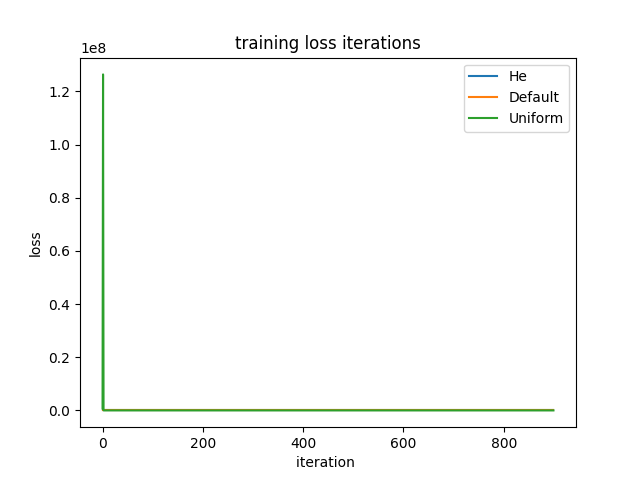 training loss iterations
1e8
He
Default
Uniform
1.2
1.0
0.8
0.6
0.4
0.2
0.0
loss
0 200 400 600 800
iteration